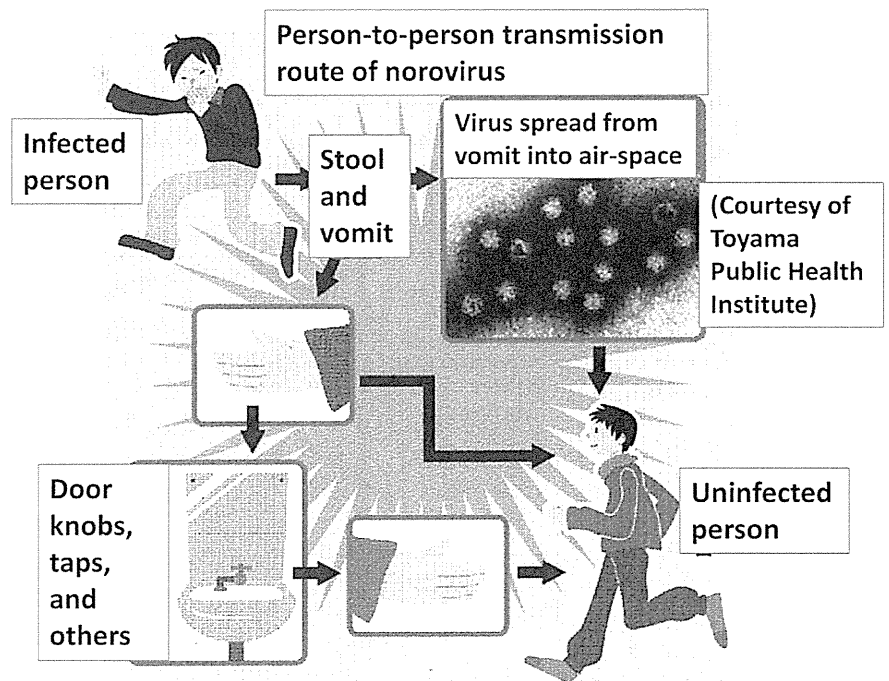 Person-to-person transmission
route of norovirus
Infected
person
Stool
and
vomit
Virus spread from
vomit into air-space
(Courtesy of
Toyama
Public Health
Institute)
Door
knobs,
taps,
and
others
Uninfected
person